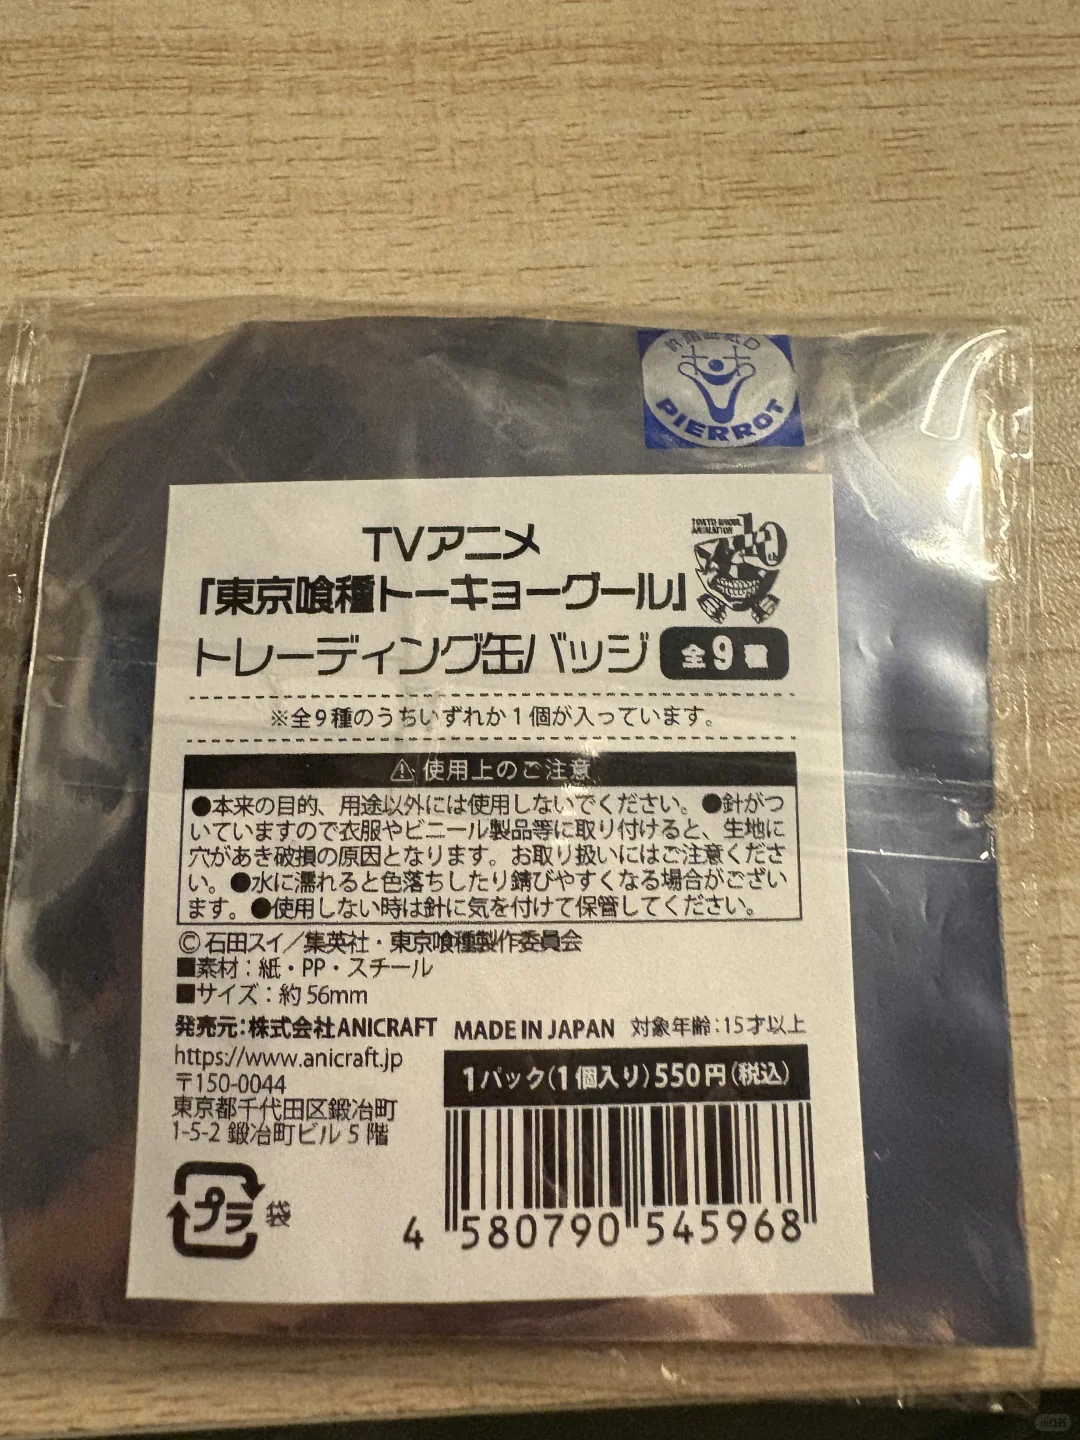 PIERROT
TVアニメ
「東京喰種トーキョーグール」
TOKYO GHOUL
ANIMATION
10th
トレーディング缶バッジ 全9種
※全9種のうちいずれか1個が入っています。
⚠使用上のご注意
●本来の目的、用途以外には使用しないでください。●針がつ
いていますので衣服やビニール製品等に取り付けると、生地に
穴があき破損の原因となります。お取り扱いにはご注意くださ
い。●水に濡れると色落ちしたり錆びやすくなる場合がござい
ます。●使用しない時は針に気を付けて保管してください。
©石田スイ/集英社・東京喰種製作委員会
■素材:紙・PP・スチール
■サイズ:約56mm
発売元:株式会社ANICRAFT MADE IN JAPAN 対象年齢:15才以上
https://www.anicraft.jp
〒150-0044
東京都千代田区鍛冶町
1-5-2 鍛冶町ビル 5階
1パック(1個入り)550円(税込)
プラ 袋
4 580790 545968
小红书